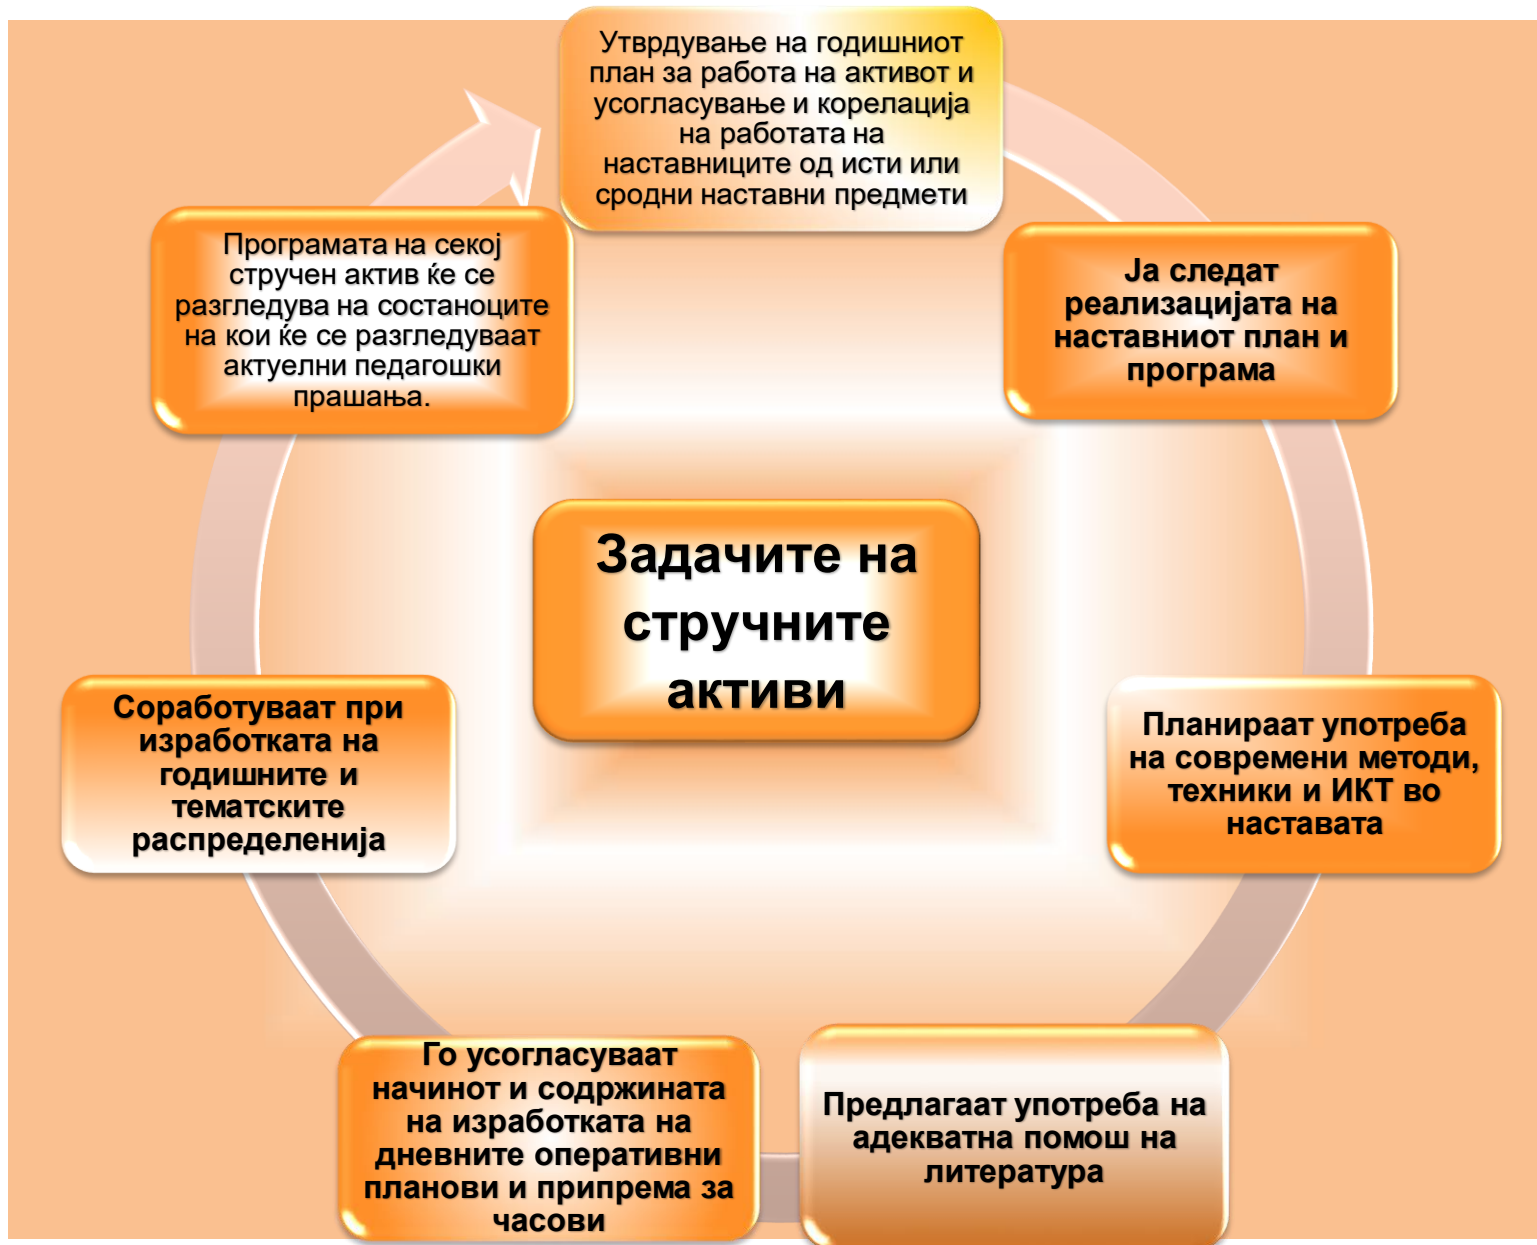 Утврдување на годишниот
план за работа на активот и
усогласување и корелација
на работата на
наставниците од исти или
сродни наставни предмети
Ја следат
реализацијата на
наставниот план и
програма
Планираат употреба
на современи методи,
техники и ИКТ во
наставата
Предлагаат употреба на
адекватна помош на
литература
Го усогласуваат
начинот и содржината
на изработката на
дневните оперативни
планови и припрема за
часови
Соработуваат при
изработката на
годишните и
тематските
распределенија
Програмата на секој
стручен актив ќе се
разгледува на состаноците
на кои ќе се разгледуваат
актуелни педагошки
прашања.
Задачите на
стручните
активи